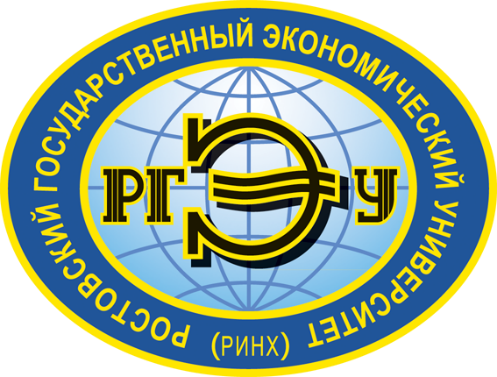 РОСТОВСКИЙ ГОСУДАРСТВЕННЫЙ ЭКОНОМИЧЕСКИЙ УНИВЕРСИТЕТ
(РИНХ)
РГЭУ